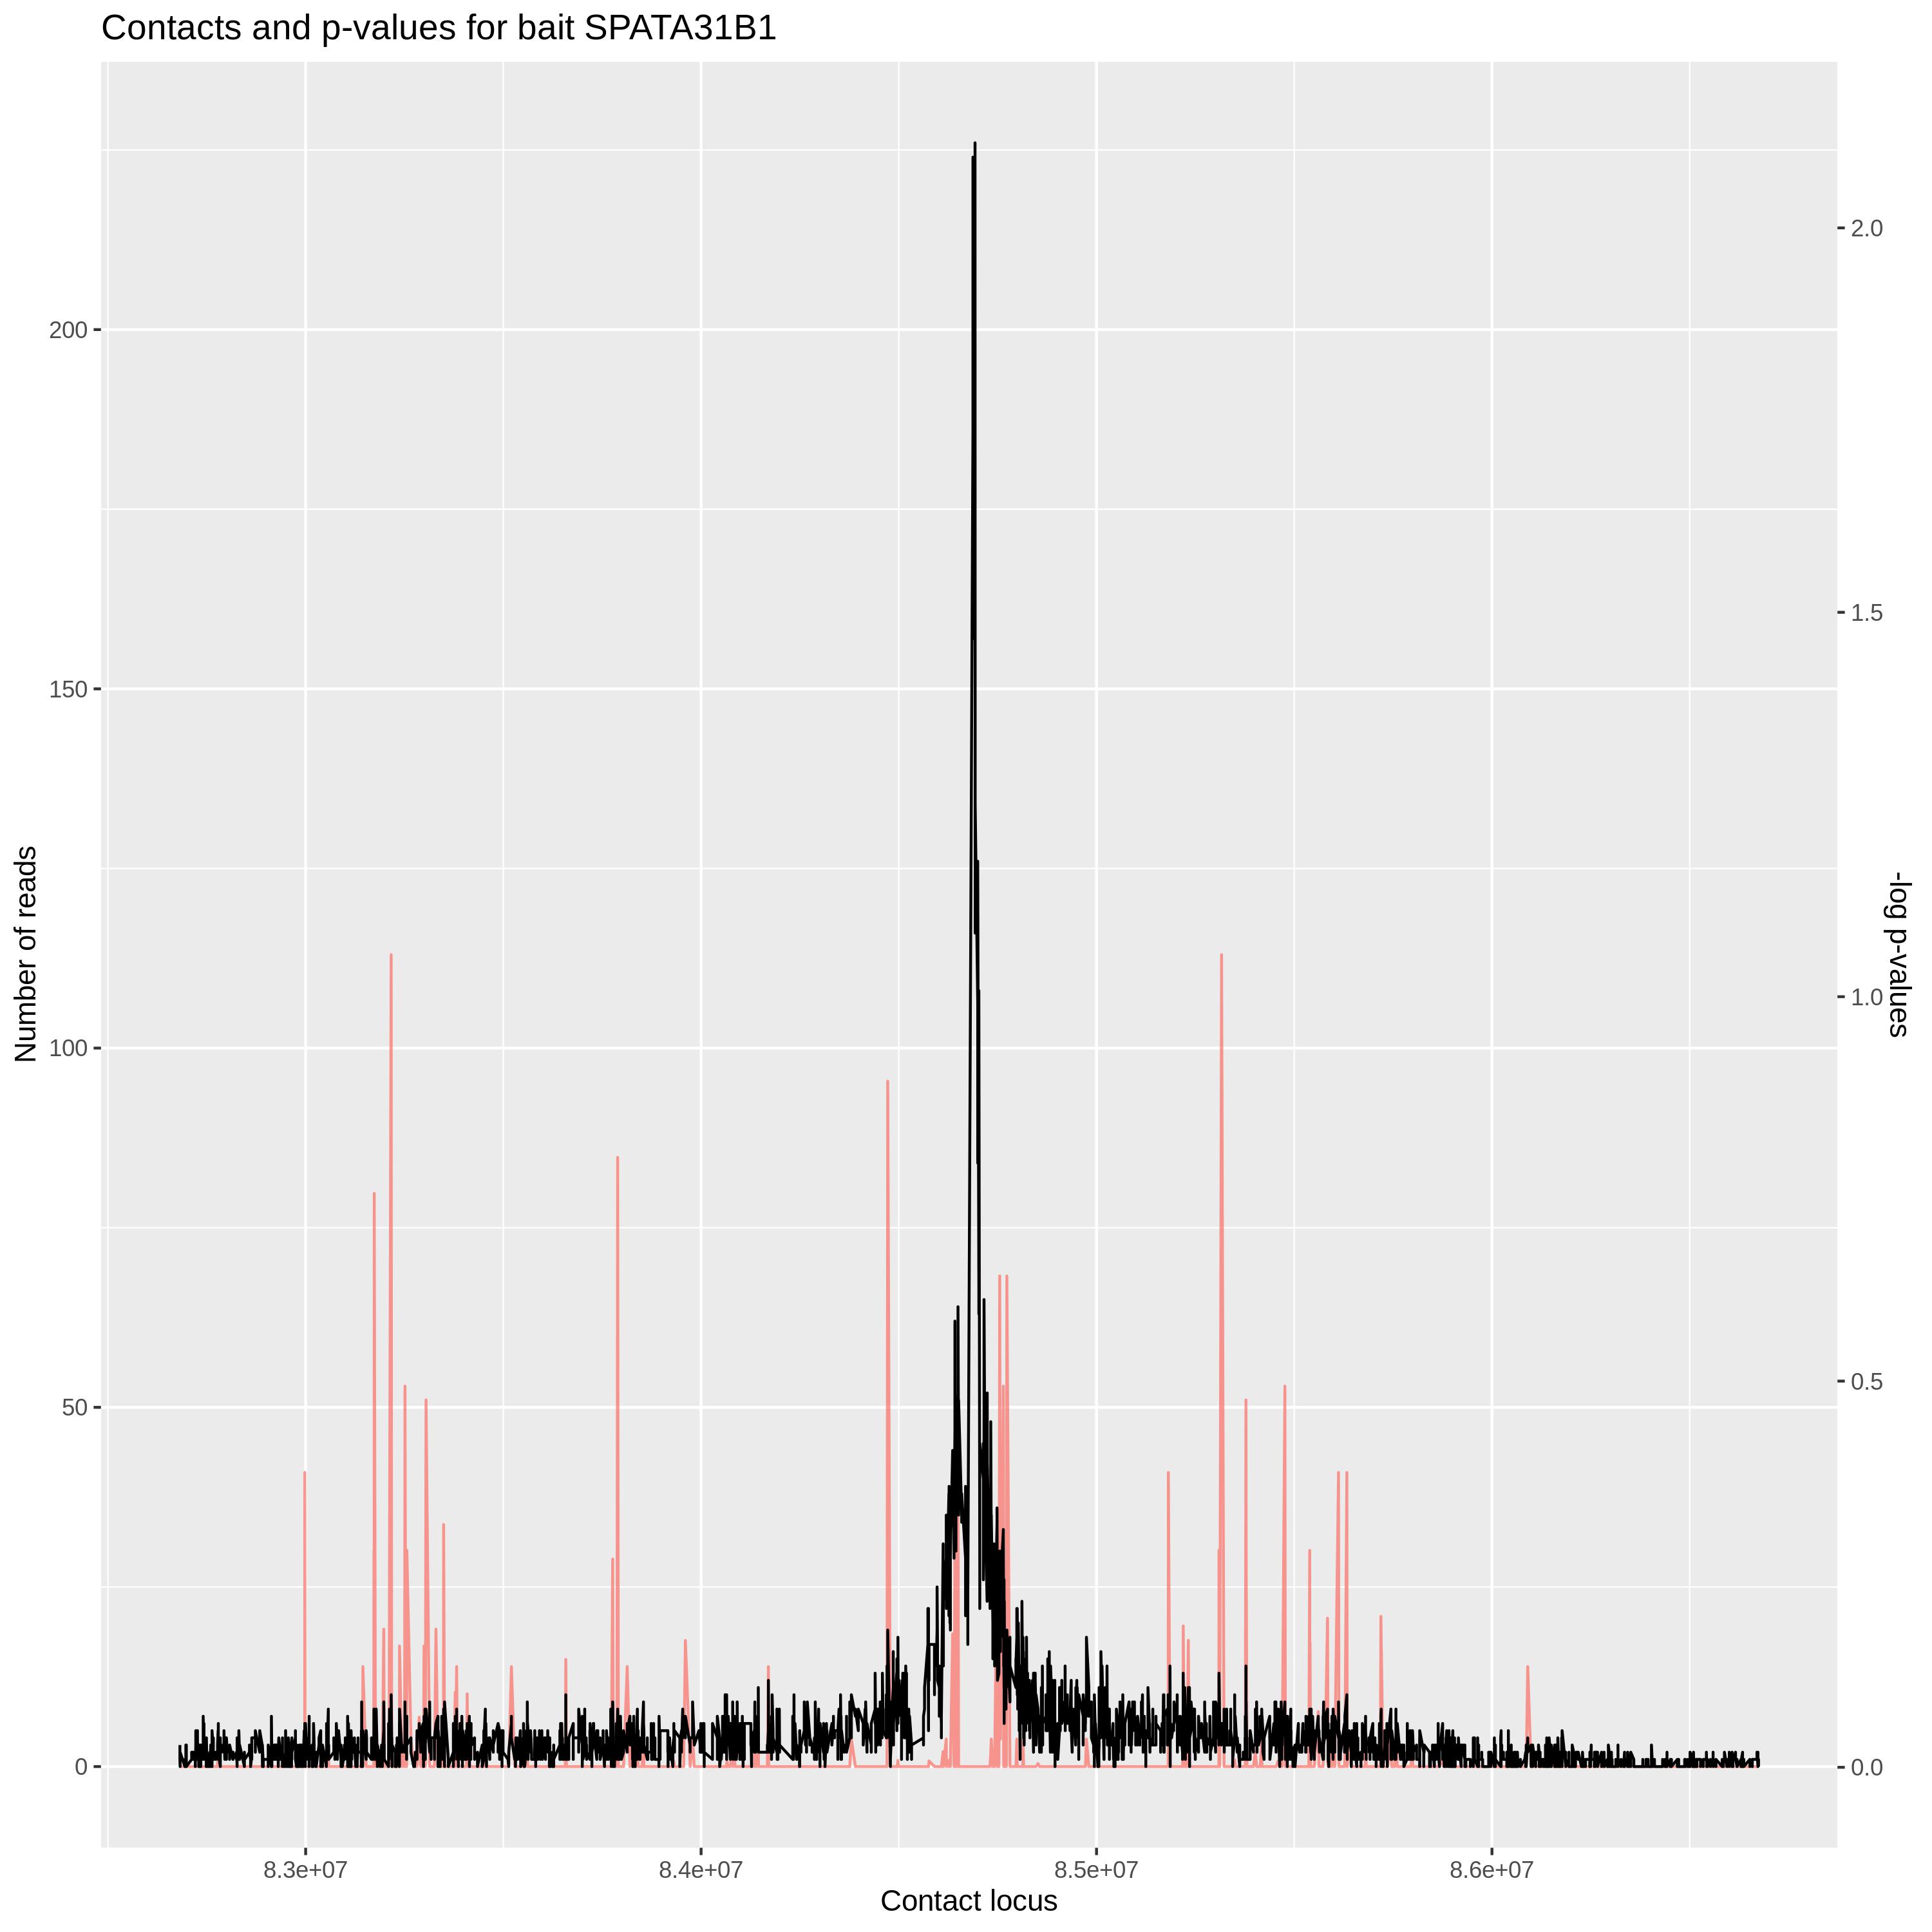 Contacts and p-values for bait SPATA31B1
Number of reads
200
150
100
50
0
2.0
1.5
1.0
0.5
0.0
-log p-values
8.3e+07
8.4e+07
8.5e+07
8.6e+07
Contact locus